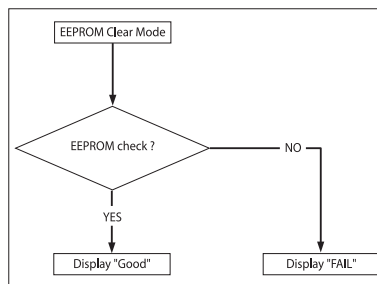 EEPROM Clear Mode
EEPROM check ?
NO
YES
Display "Good"
Display "FAIL"